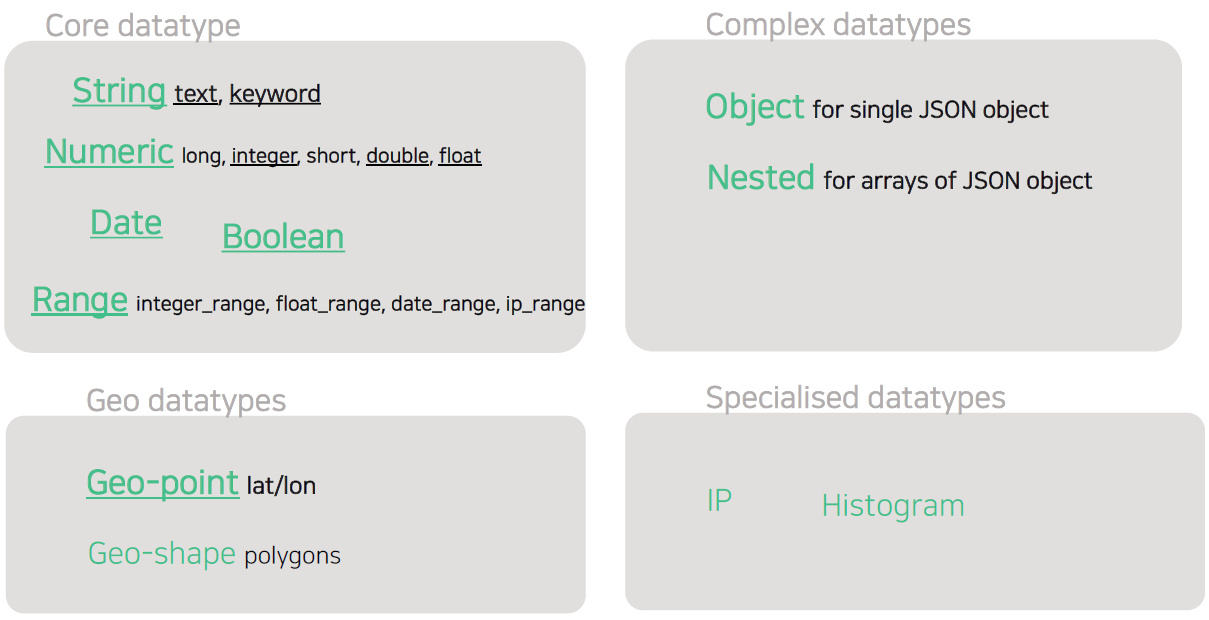 Core datatype
String text, keyword
Numeric long, integer, short, double, float
Date
Boolean
Range integer_range, float_range, date_range, ip_range
Complex datatypes
Object for single JSON object
Nested for arrays of JSON object
Geo datatypes
Geo-point lat/lon
Geo-shape polygons
Specialised datatypes
IP
Histogram